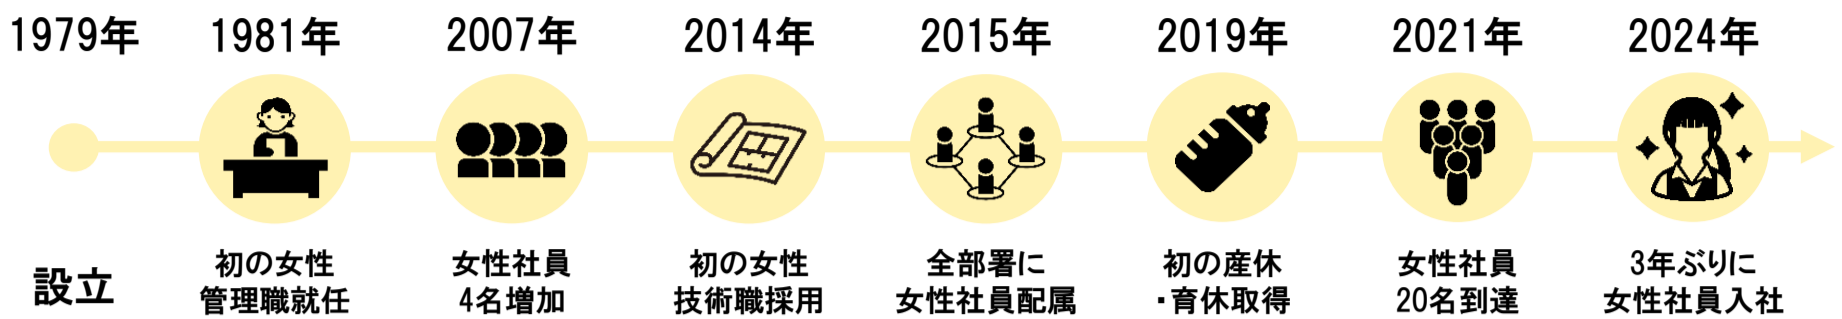 1979年 1981年 2007年 2014年 2015年 2019年 2021年 2024年
設立
初の女性
管理職就任
女性社員
4名増加
初の女性
技術職採用
全部署に
女性社員配属
初の産休
・育休取得
女性社員
20名到達
3年ぶりに
女性社員入社